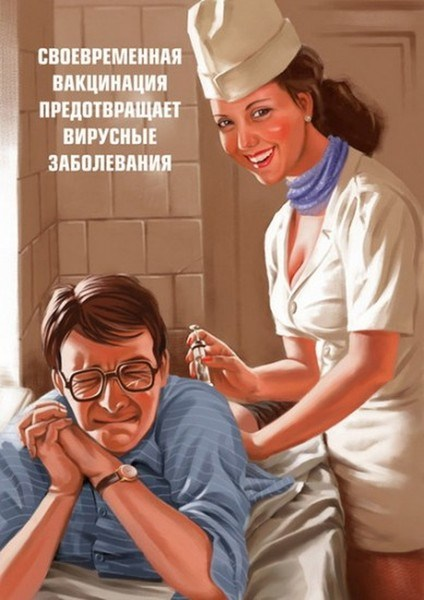 СВОЕВРЕМЕННАЯ
ВАКЦИНАЦИЯ
ПРЕДОТВРАЩАЕТ
ВИРУСНЫЕ
ЗАБОЛЕВАНИЯ